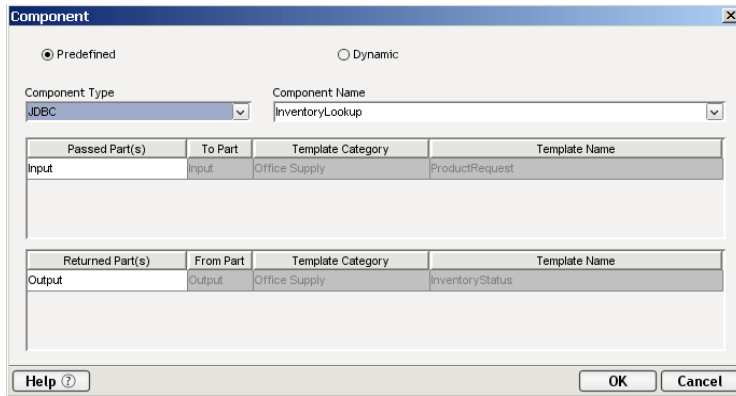 Component
Predefined Dynamic
Component Type Component Name
JDBC InventoryLookup
Passed Part(s) To Part Template Category Template Name
Input Input Office Supply ProductRequest
Returned Part(s) From Part Template Category Template Name
Output Output Office Supply InventoryStatus
Help ? OK Cancel